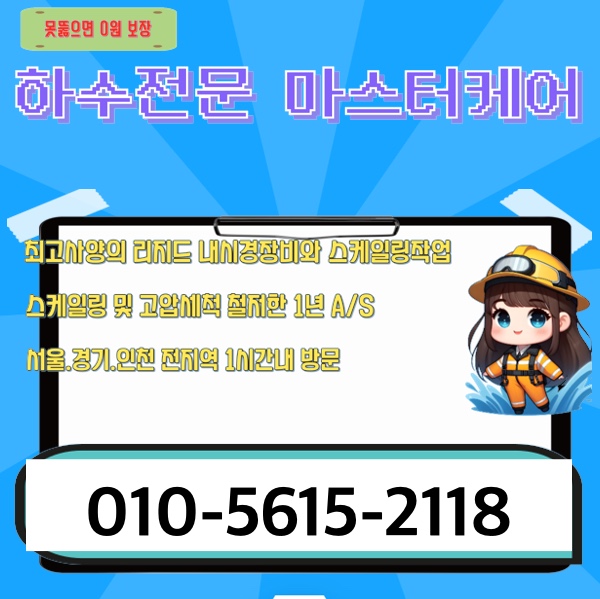 못뚫으면 0원 보장
하수전문 마스터케어
최고사양의 리지드 내시경장비와 스케일링작업
스케일링 및 고압세척 철저한 1년 A/S
서울.경기.인천 전지역 1시간내 방문
010-5615-2118